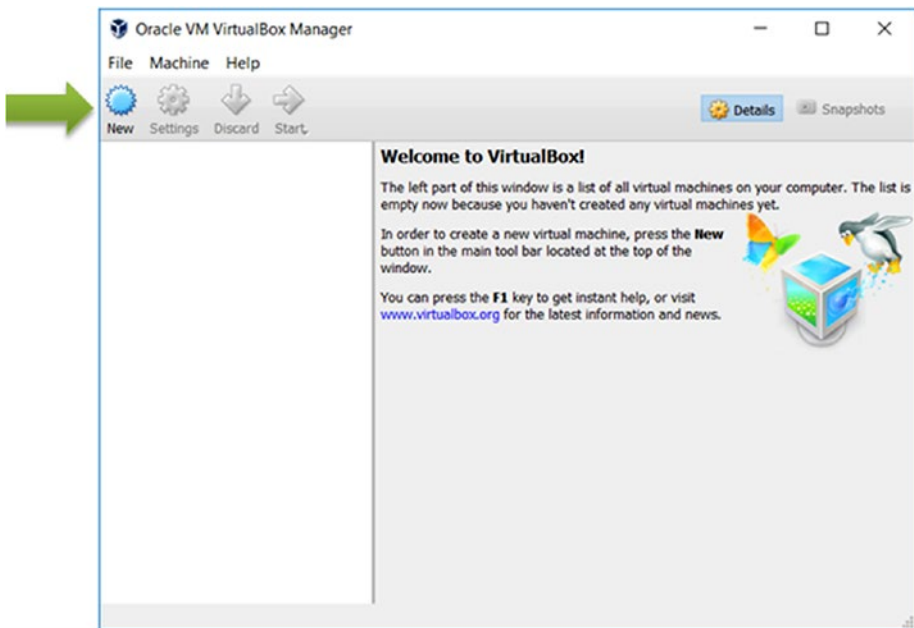 Oracle VM VirtualBox Manager
File Machine Help
New Settings Discard Start
Details Snapshots
Welcome to VirtualBox!
The left part of this window is a list of all virtual machines on your computer. The list is
empty now because you haven't created any virtual machines yet.
In order to create a new virtual machine, press the New
button in the main tool bar located at the top of the
window.
You can press the F1 key to get instant help, or visit
www.virtualbox.org for the latest information and news.